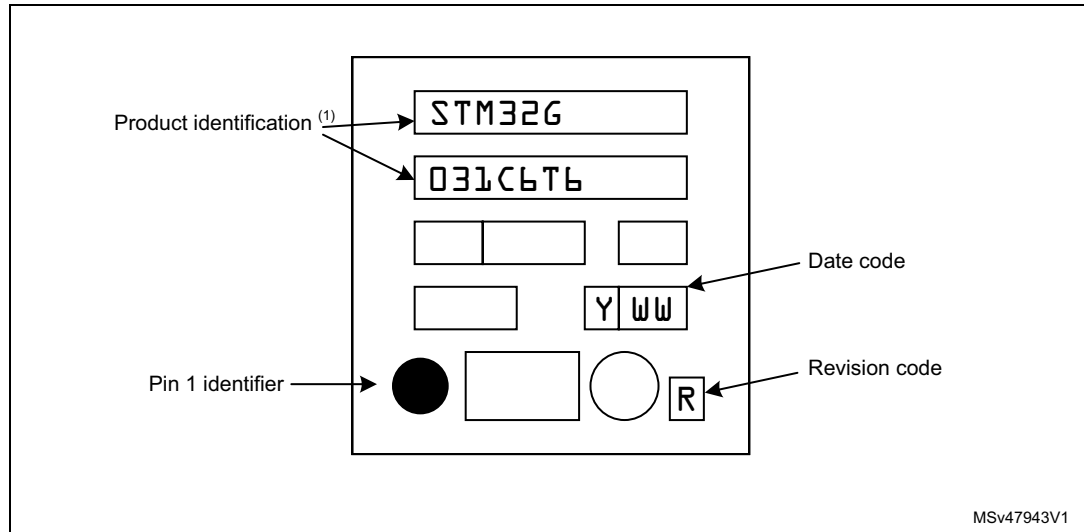 STM32G
Product identification (1)
031C6T6
Date code
Y WW
Revision code
Pin 1 identifier
R
MSv47943V1